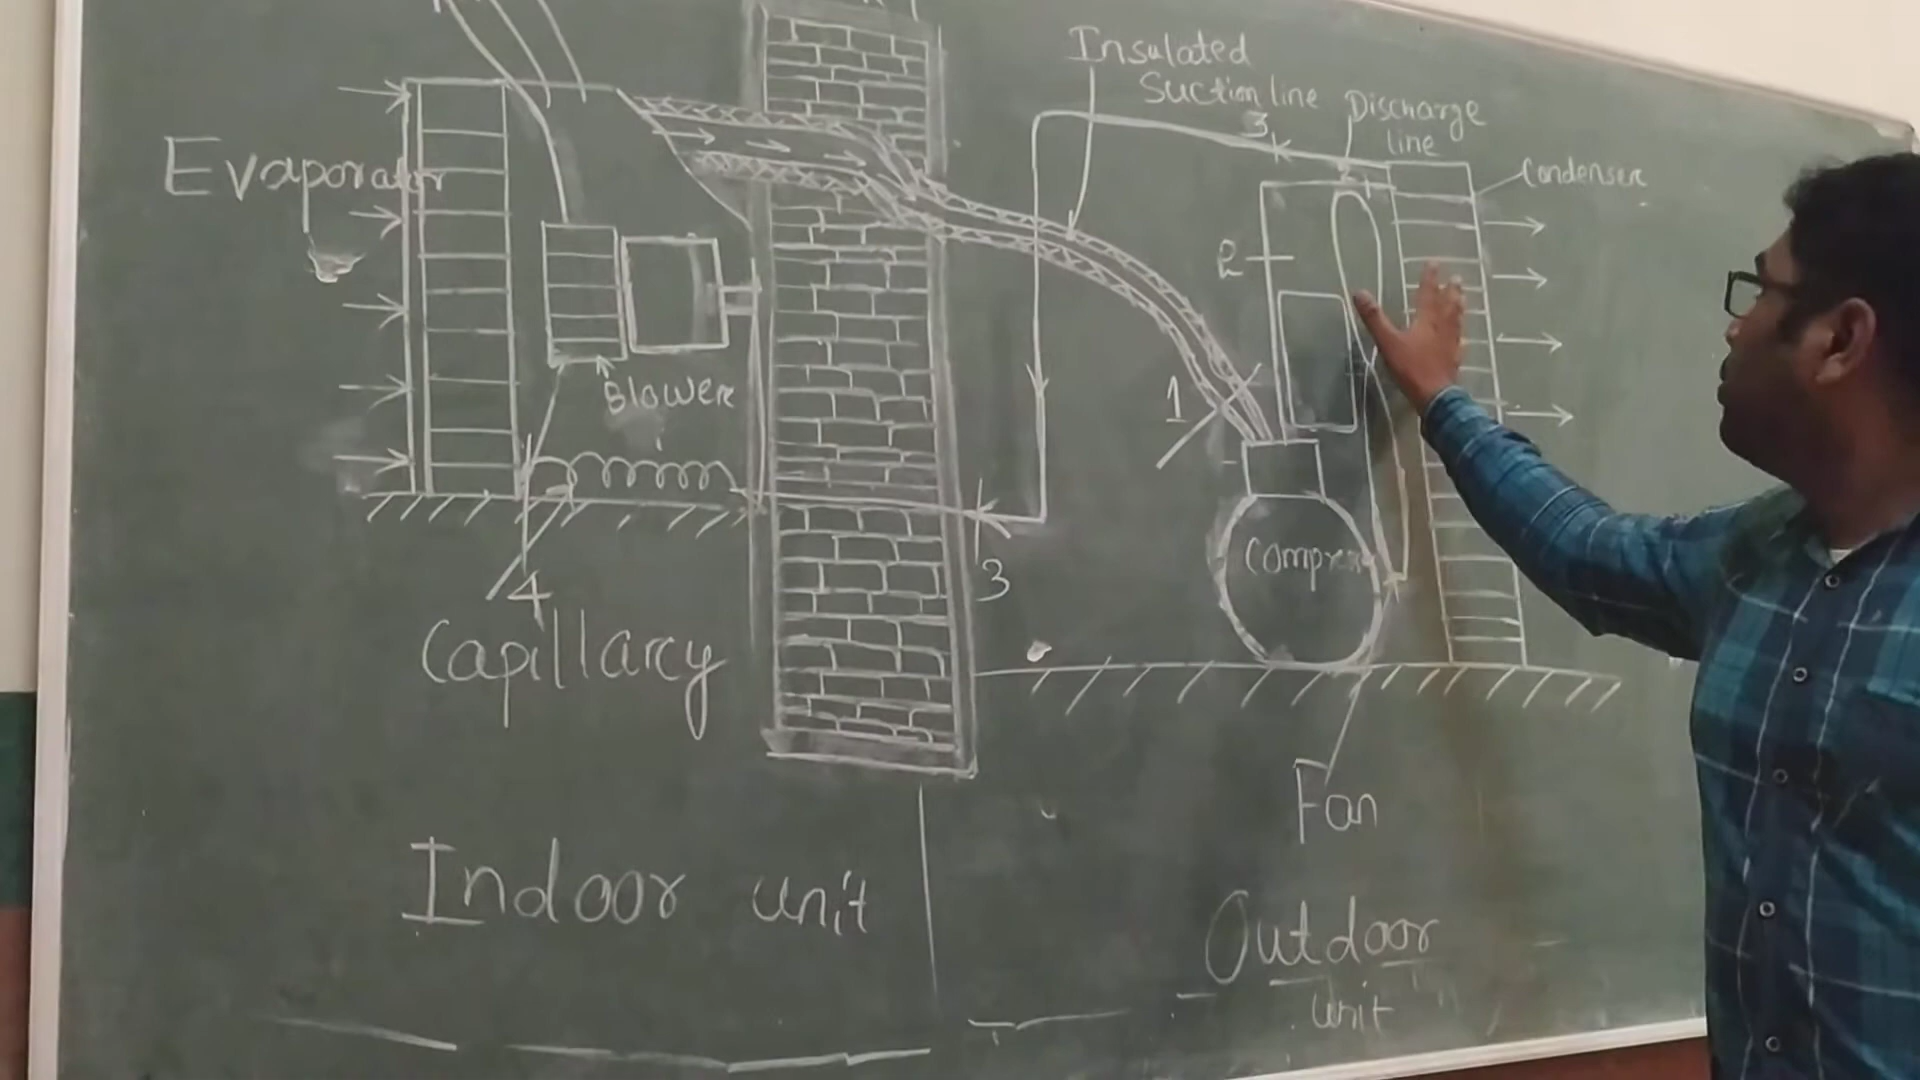 Insulated
Suction line
Discharge
line
3
Condenser
Evaporator
2
1
Blower
Compres
4
3
Capillary
Fan
Indoor unit
Outdoor
unit